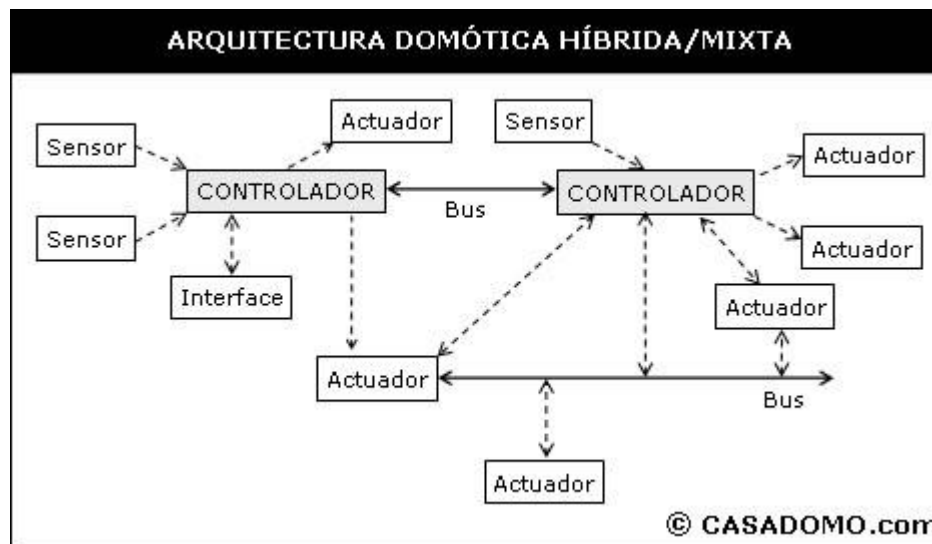 ARQUITECTURA DOMÓTICA HÍBRIDA/MIXTA
Sensor
Actuador
Sensor
Actuador
CONTROLADOR
Bus
CONTROLADOR
Sensor
Actuador
Interface
Actuador
Actuador
Bus
Actuador
© CASADOMO.com